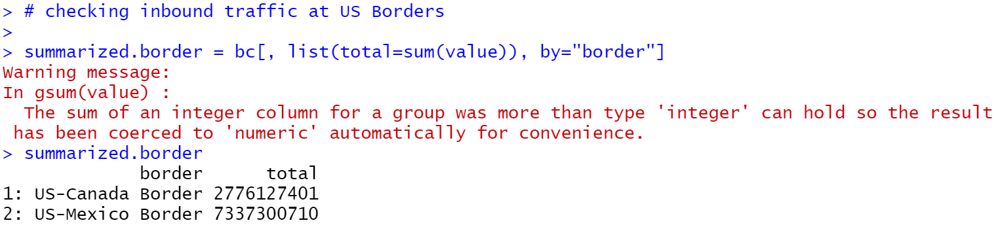 > # checking inbound traffic at US Borders
>
> summarized.border = bc[, list(total=sum(value)), by="border"]
Warning message:
In gsum(value) :
  The sum of an integer column for a group was more than type 'integer' can hold so the result
 has been coerced to 'numeric' automatically for convenience.
> summarized.border
             border      total
1: US-Canada Border 2776127401
2: US-Mexico Border 7337300710